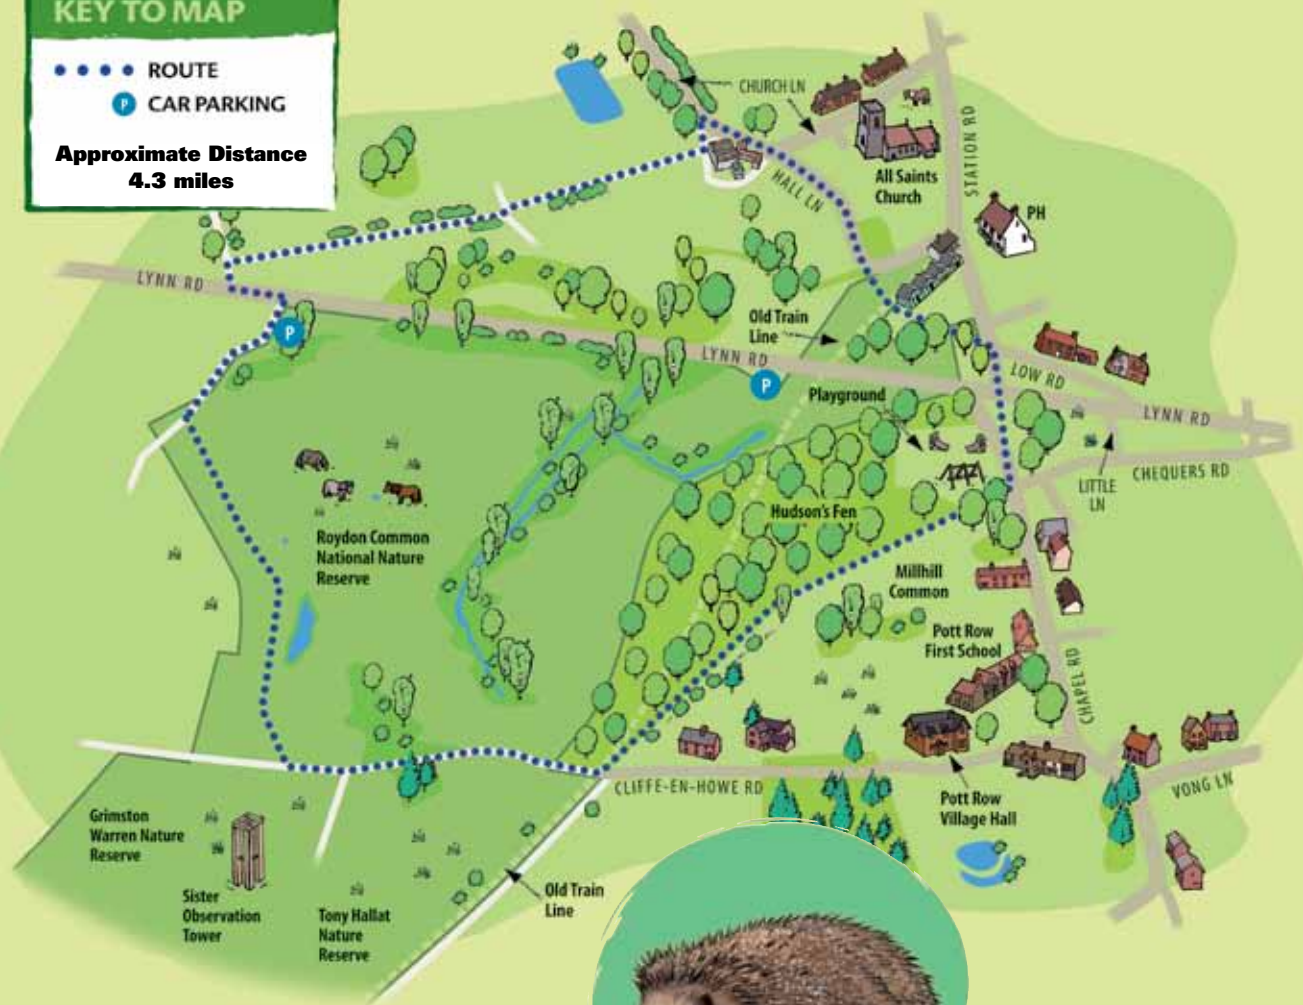 KEY TO MAP
ROUTE
P CAR PARKING
Approximate Distance
4.3 miles
CHURCH LN
STATION RD
All Saints
Church
HALL LN
PH
LYNN RD
P
Old Train
Line
LYNN RD
P
LOW RD
Playground
LYNN RD
CHEQUERS RD
LITTLE
LN
Hudson's Fen
Roydon Common
National Nature
Reserve
Millhill
Common
Pott Row
First School
CHAPEL RD
CLIFFE-EN-HOWE RD
VONG LN
Pott Row
Village Hall
Grimston
Warren Nature
Reserve
Sister
Observation
Tower
Tony Hallat
Nature
Reserve
Old Train
Line